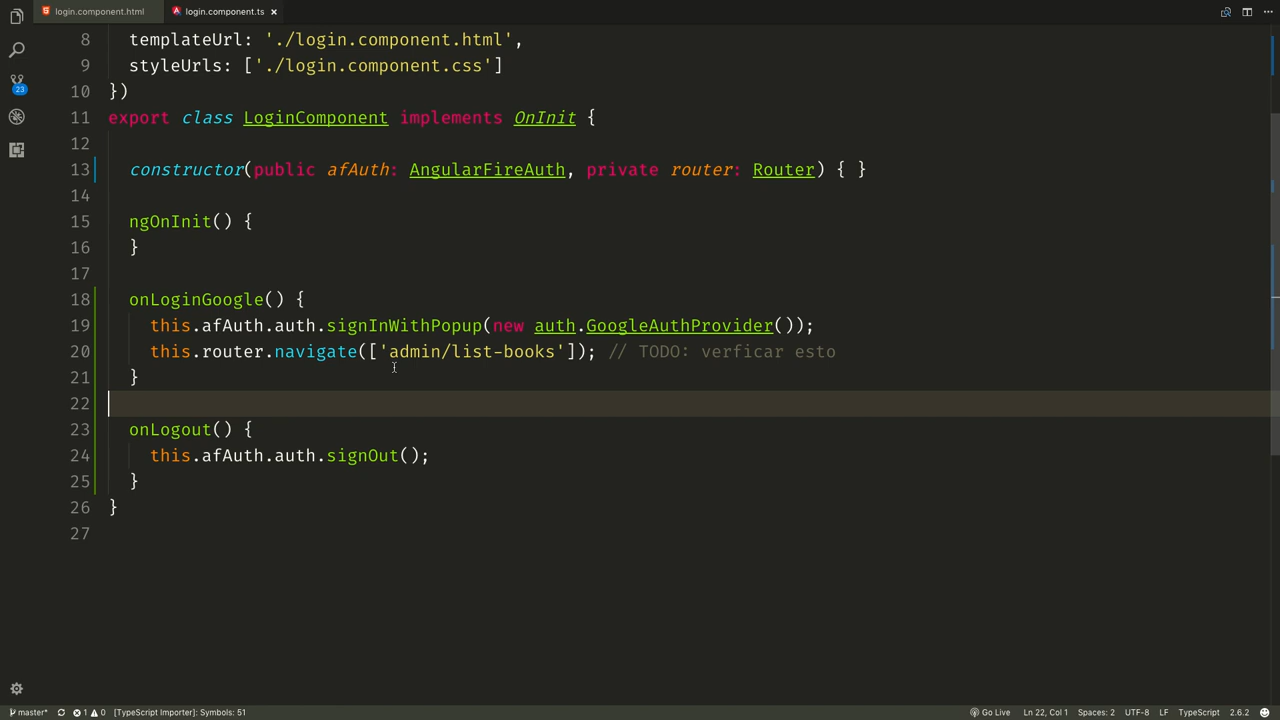 login.component.html login.component.ts ×
8 templateUrl: './login.component.html',
9 styleUrls: ['./login.component.css']
10 })
11 export class LoginComponent implements OnInit {
12
13 constructor(public afAuth: AngularFireAuth, private router: Router) { }
14
15 ngOnInit() {
16 }
17
18 onLoginGoogle() {
19 this.afAuth.auth.signInWithPopup(new auth.GoogleAuthProvider());
20 this.router.navigate(['admin/list-books']); // TODO: verficar esto
21 }
22
23 onLogout() {
24 this.afAuth.auth.signOut();
25 }
26 }
27
23
master* 1 0 [TypeScript Importer]: Symbols: 51 Go Live Ln 22, Col 1 Spaces: 2 UTF-8 LF TypeScript 2.6.2